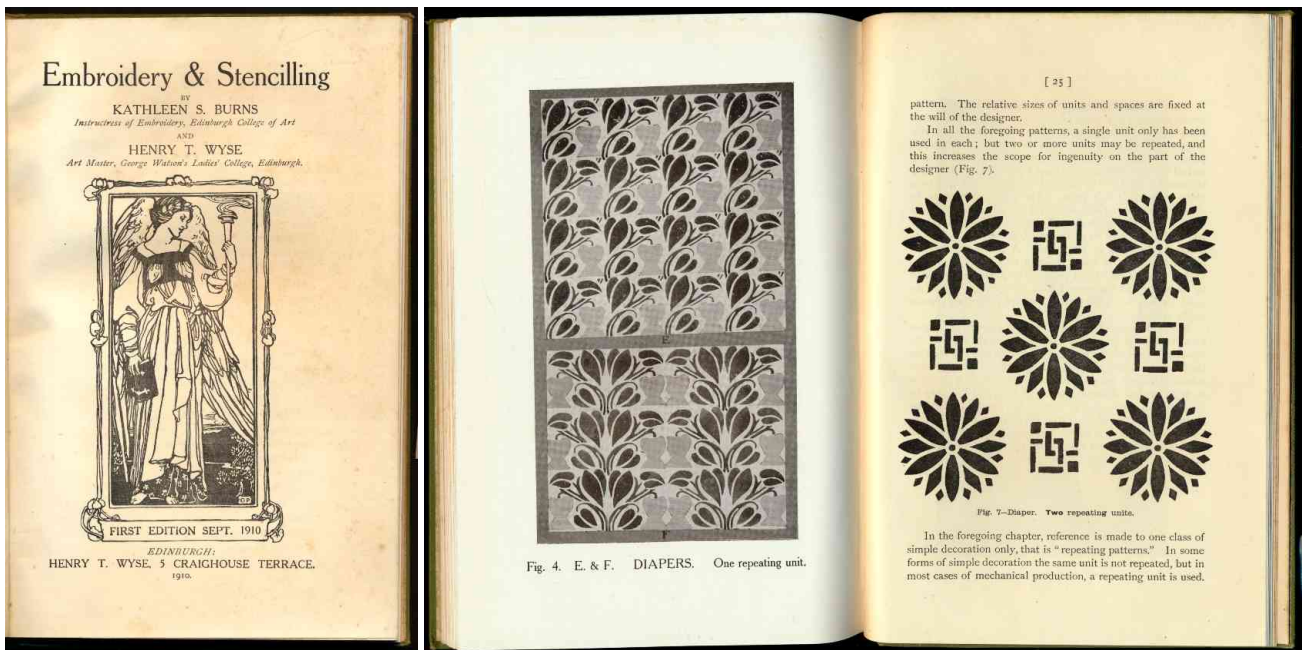 Embroidery & Stencilling
BY
KATHLEEN S. BURNS
Instructress of Embroidery, Edinburgh College of Art
AND
HENRY T. WYSE
Art Master, George Watson's Ladies' College, Edinburgh.
FIRST EDITION SEPT. 1910
EDINBURGH:
HENRY T. WYSE, 5 CRAIGHOUSE TERRACE.
1910.
E
F
Fig. 4. E. & F. DIAPERS. One repeating unit.
[ 25 ]
pattern. The relative sizes of units and spaces are fixed at
the will of the designer.
In all the foregoing patterns, a single unit only has been
used in each; but two or more units may be repeated, and
this increases the scope for ingenuity on the part of the
designer (Fig. 7).
Fig. 7—Diaper. Two repeating units.
In the foregoing chapter, reference is made to one class of
simple decoration only, that is "repeating patterns." In some
forms of simple decoration the same unit is not repeated, but in
most cases of mechanical production, a repeating unit is used.